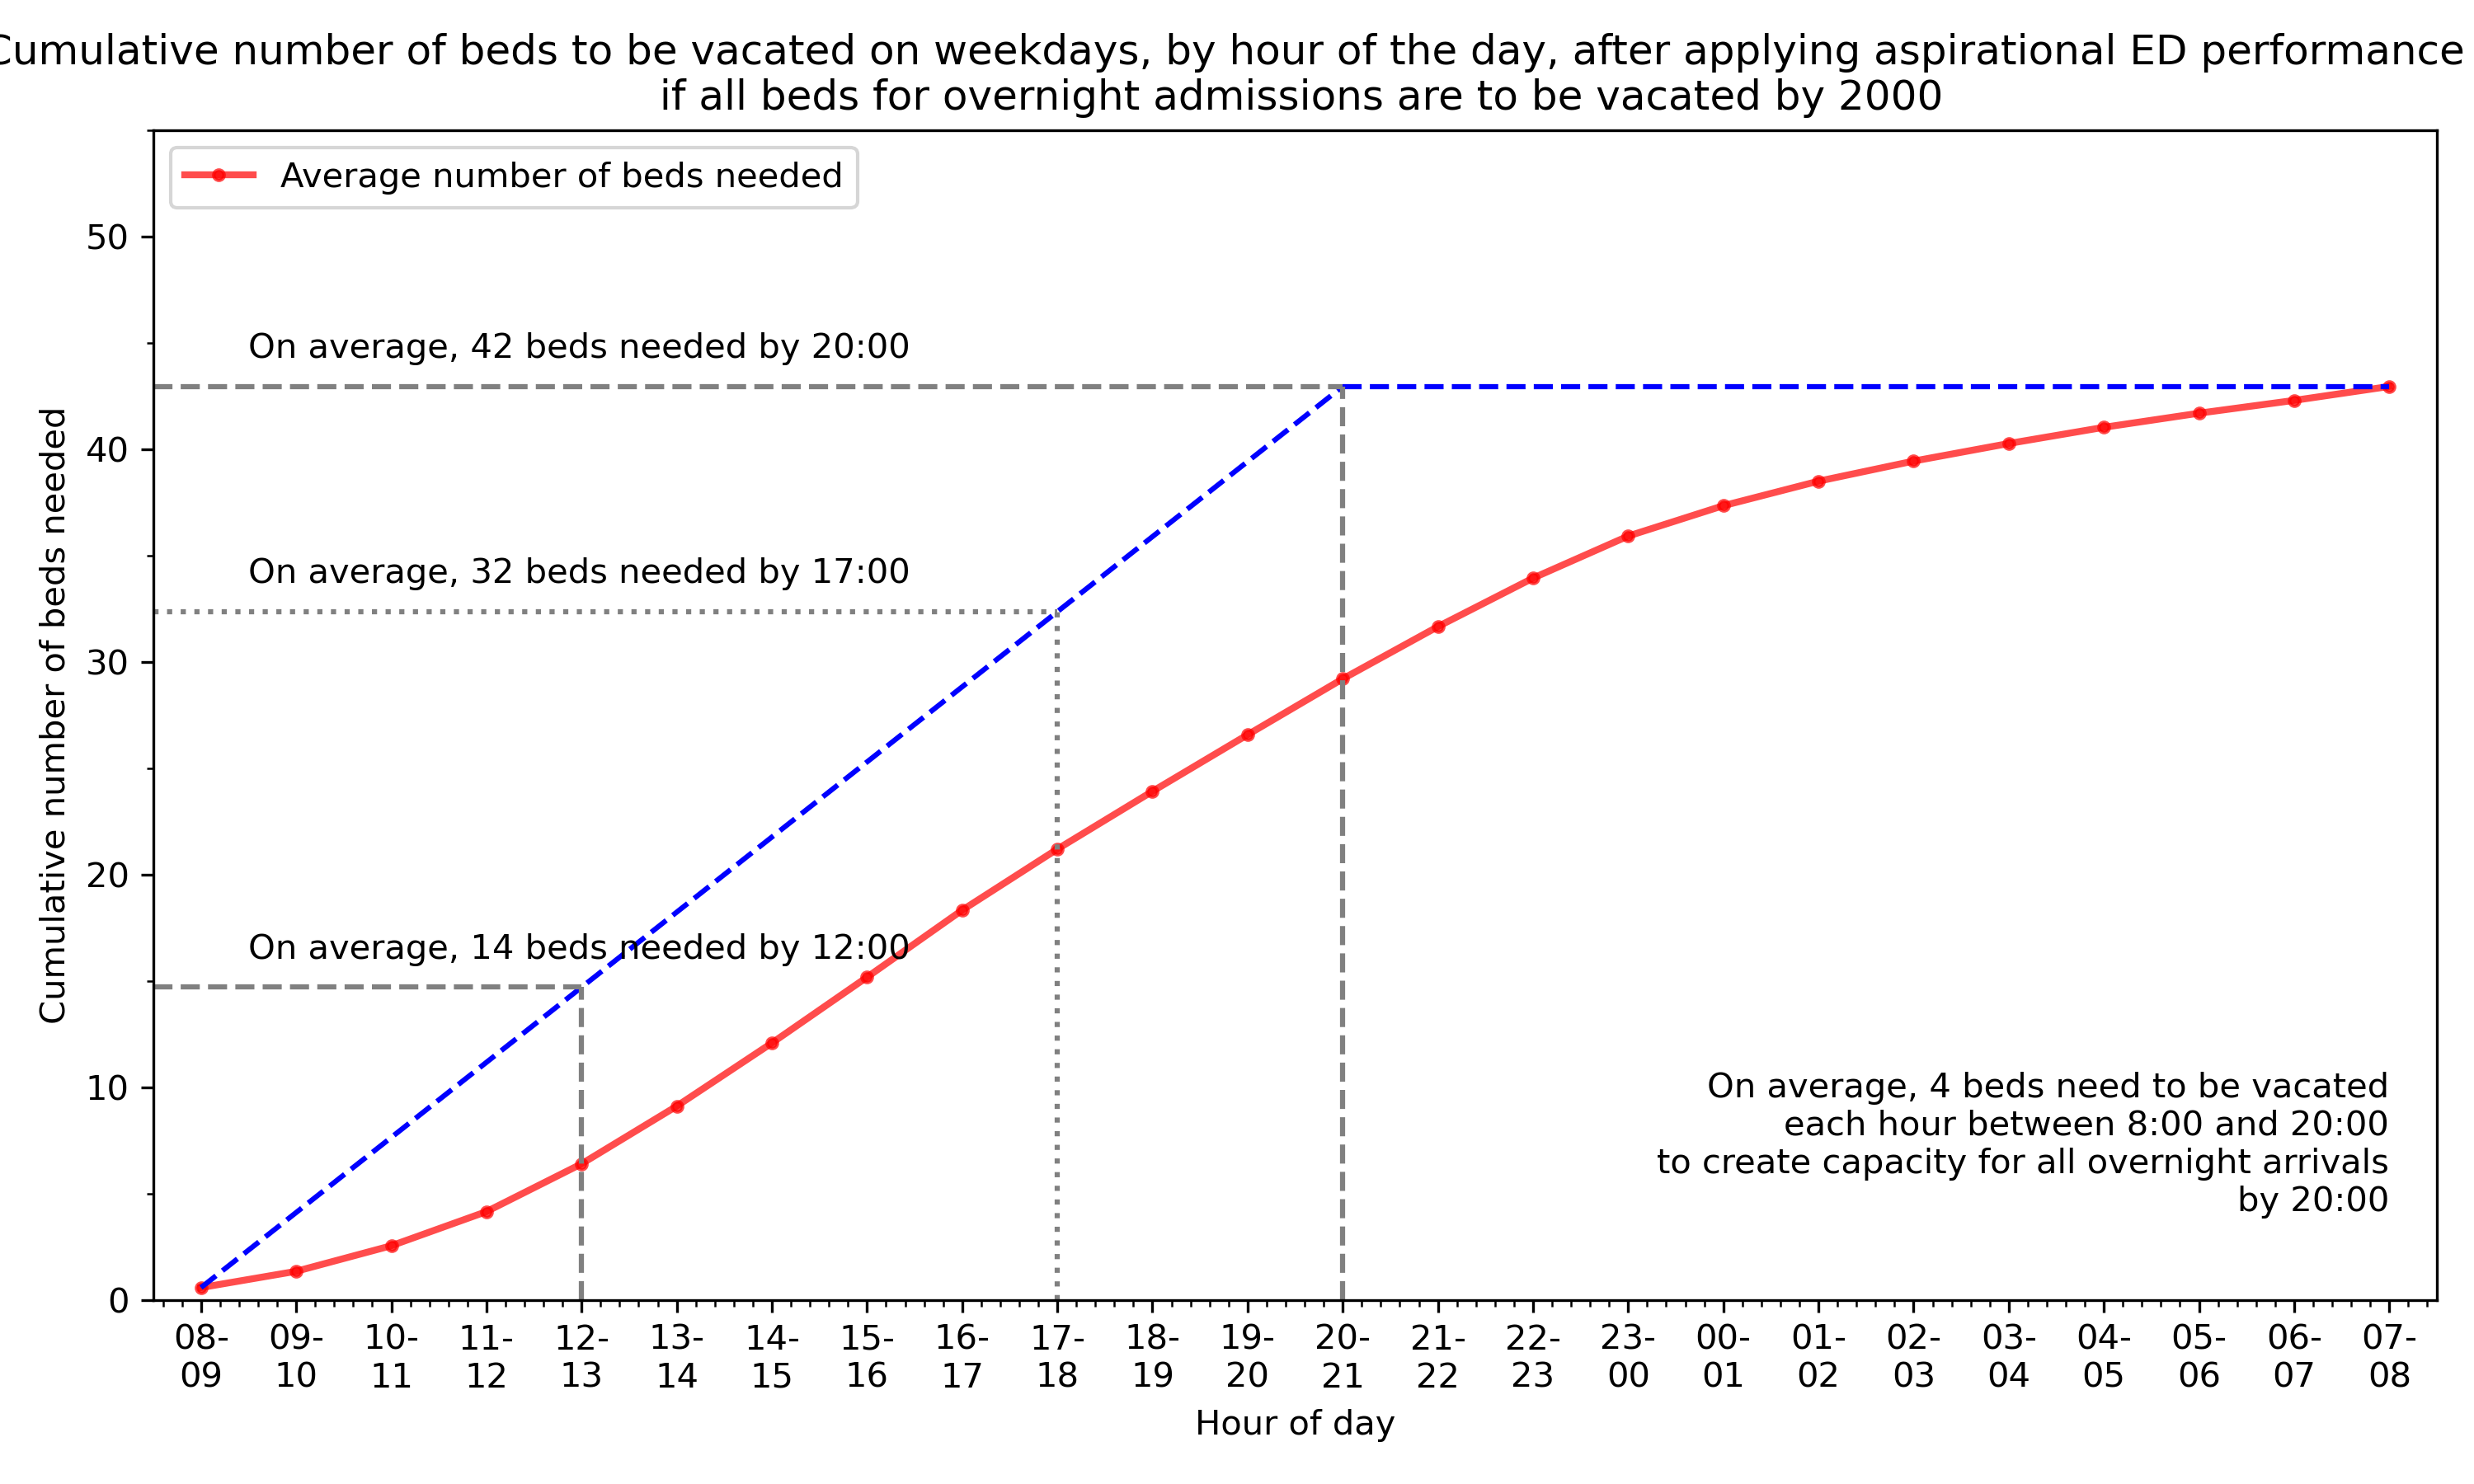 Cumulative number of beds to be vacated on weekdays, by hour of the day, after applying aspirational ED performance
if all beds for overnight admissions are to be vacated by 2000
Average number of beds needed
50
On average, 42 beds needed by 20:00
40
On average, 32 beds needed by 17:00
30
20
On average, 14 beds needed by 12:00
10
0
Cumulative number of beds needed
On average, 4 beds need to be vacated
each hour between 8:00 and 20:00
to create capacity for all overnight arrivals
by 20:00
08- 09- 10- 11- 12- 13- 14- 15- 16- 17- 18- 19- 20- 21- 22- 23- 00- 01- 02- 03- 04- 05- 06- 07-
09 10 11 12 13 14 15 16 17 18 19 20 21 22 23 00 01 02 03 04 05 06 07 08
Hour of day